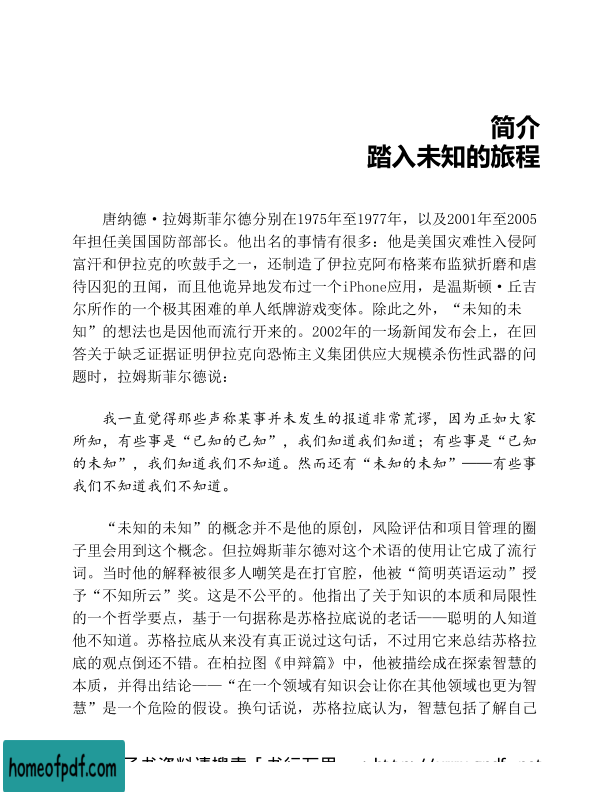 简介
踏入未知的旅程
唐纳德·拉姆斯菲尔德分别在1975年至1977年，以及2001年至2005
年担任美国国防部部长。他出名的事情有很多：他是美国灾难性入侵阿
富汗和伊拉克的吹鼓手之一，还制造了伊拉克阿布格莱布监狱折磨和虐
待囚犯的丑闻，而且他诡异地发布过一个iPhone应用，是温斯顿·丘吉
尔所作的一个极其困难的单人纸牌游戏变体。除此之外，“未知的未
知”的想法也是因他而流行开来的。2002年的一场新闻发布会上，在回
答关于缺乏证据证明伊拉克向恐怖主义集团供应大规模杀伤性武器的问
题时，拉姆斯菲尔德说：
我一直觉得那些声称某事并未发生的报道非常荒谬，因为正如大家
所知，有些事是“已知的已知”，我们知道我们知道；有些事是“已知
的未知”，我们知道我们不知道。然而还有“未知的未知”——有些事
我们不知道我们不知道。
“未知的未知”的概念并不是他的原创，风险评估和项目管理的圈
子里会用到这个概念。但拉姆斯菲尔德对这个术语的使用让它成了流行
词。当时他的解释被很多人嘲笑是在打官腔，他被“简明英语运动”授
予“不知所云”奖。这是不公平的。他指出了关于知识的本质和局限性
的一个哲学要点，基于一句据称是苏格拉底说的老话——聪明的人知道
他不知道。苏格拉底从来没有真正说过这句话，不过用它来总结苏格拉
底的观点倒还不错。在柏拉图《申辩篇》中，他被描绘成在探索智慧的
本质，并得出结论——“在一个领域有知识会让你在其他领域也更为智
慧”是一个危险的假设。换句话说，苏格拉底认为，智慧包括了解自己
homeofpdf.com